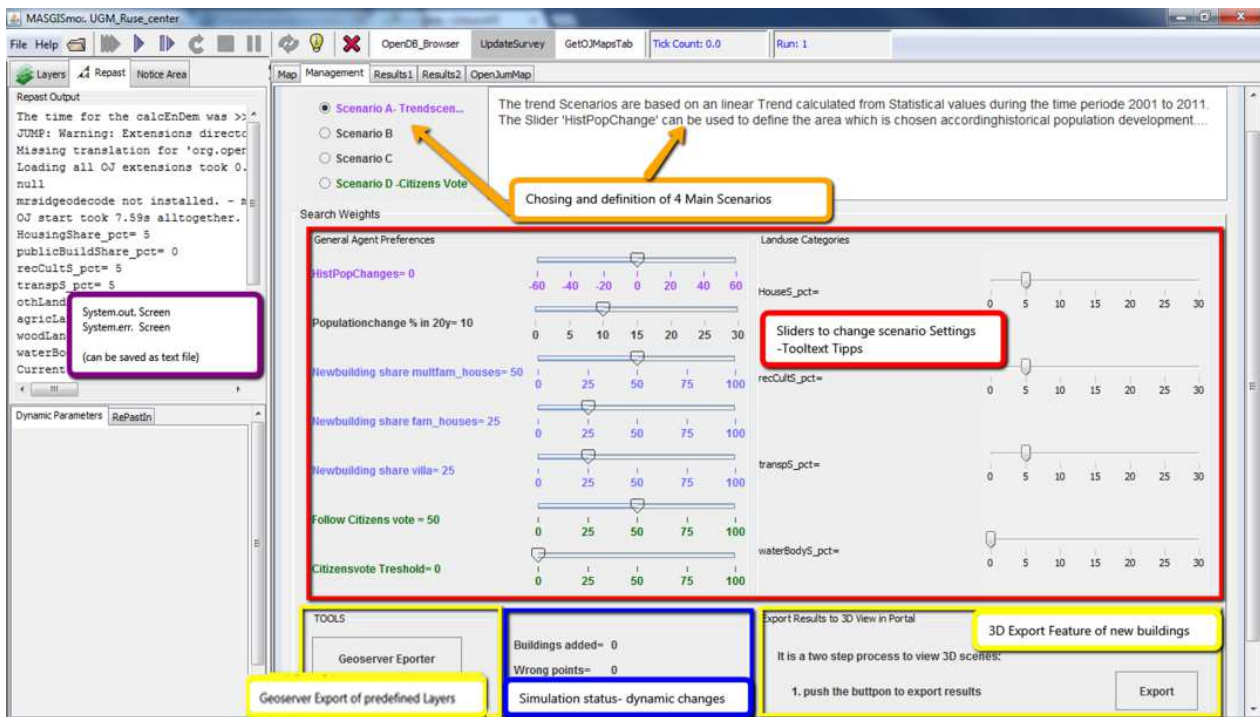 MASGISmo:. UGM_Ruse_center
File Help
OpenDB_Browser
UpdateSurvey
GetOJMapsTab
Tick Count: 0.0
Run: 1
Layers
Repast
Notice Area
Map
Management
Results1
Results2
OpenJumMap
Repast Output
The time for the calcEnDem was >>
JUMP: Warning: Extensions directo
Missing translation for 'org.open
Loading all OJ extensions took 0.
null
mrsidgeodecode not installed. -
OJ start took 7.59s alltogether.
HousingShare_pct= 5
publicBuildShare_pct= 0
recCultS_pct= 5
transpS_pct= 5
othLand
agricLa
woodLan
waterBo
Current
System.out. Screen
System.err. Screen
(can be saved as text file)
Dynamic Parameters
RePastIn
Scenario A- Trendscen...
Scenario B
Scenario C
Scenario D -Citizens Vote
The trend Scenarios are based on an linear Trend calculated from Statistical values during the time periode 2001 to 2011.
The Slider 'HistPopChange' can be used to define the area which is chosen accordinghistorical population development....
Chosing and definition of 4 Main Scenarios
Search Weights
General Agent Preferences
HistPopChanges= 0
-60 -40 -20 0 20 40 60
Populationchange % in 20y= 10
0 5 10 15 20 25 30
Newbuilding share multfam_houses= 50
0 25 50 75 100
Newbuilding share fam_houses= 25
0 25 50 75 100
Newbuilding share villa= 25
0 25 50 75 100
Follow Citizens vote = 50
0 25 50 75 100
Citizensvote Treshold= 0
0 25 50 75 100
Landuse Categories
HouseS_pct=
0 5 10 15 20 25 30
Sliders to change scenario Settings
-Tooltext Tipps
recCultS_pct=
0 5 10 15 20 25 30
transpS_pct=
0 5 10 15 20 25 30
waterBodyS_pct=
0 5 10 15 20 25 30
TOOLS
Geoserver Eporter
Geoserver Export of predefined Layers
Buildings added= 0
Wrong points= 0
Simulation status- dynamic changes
Export Results to 3D View in Portal
3D Export Feature of new buildings
It is a two step process to view 3D scenes:
1. push the buttpon to export results
Export